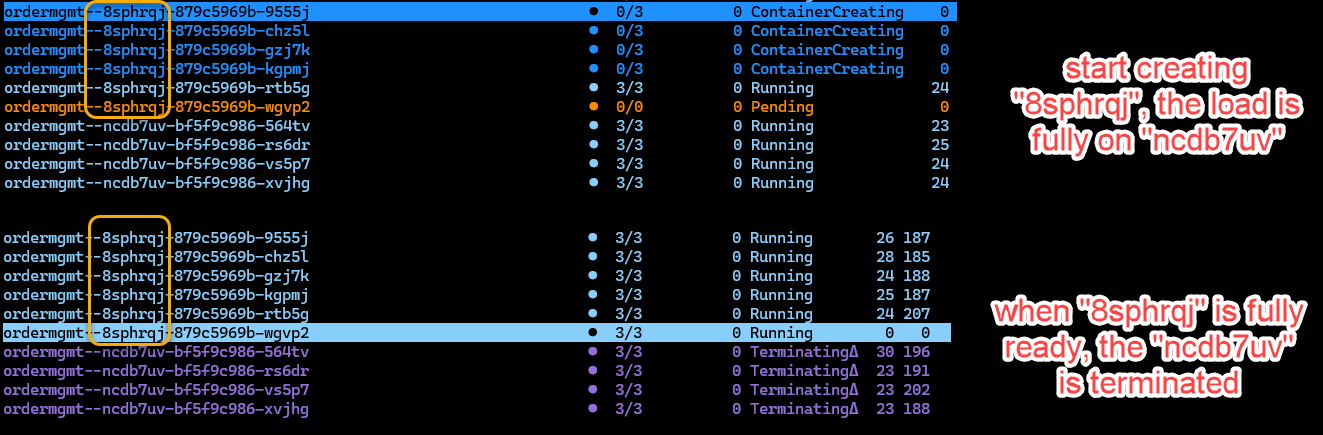 ordermgmt--8sphrqj-879c5969b-9555j ● 0/3 0 ContainerCreating 0
ordermgmt--8sphrqj-879c5969b-chz5l ● 0/3 0 ContainerCreating 0
ordermgmt--8sphrqj-879c5969b-gzj7k ● 0/3 0 ContainerCreating 0
ordermgmt--8sphrqj-879c5969b-kgpmj ● 0/3 0 ContainerCreating 0
ordermgmt--8sphrqj-879c5969b-rtb5g ● 3/3 0 Running 24
ordermgmt--8sphrqj-879c5969b-wgvp2 ● 0/0 0 Pending 0
ordermgmt--ncdb7uv-bf5f9c986-564tv ● 3/3 0 Running 23
ordermgmt--ncdb7uv-bf5f9c986-rs6dr ● 3/3 0 Running 25
ordermgmt--ncdb7uv-bf5f9c986-vs5p7 ● 3/3 0 Running 24
ordermgmt--ncdb7uv-bf5f9c986-xvjhg ● 3/3 0 Running 24
start creating
"8sphrqj", the load is
fully on "ncdb7uv"
ordermgmt--8sphrqj-879c5969b-9555j ● 3/3 0 Running 26 187
ordermgmt--8sphrqj-879c5969b-chz5l ● 3/3 0 Running 28 185
ordermgmt--8sphrqj-879c5969b-gzj7k ● 3/3 0 Running 24 188
ordermgmt--8sphrqj-879c5969b-kgpmj ● 3/3 0 Running 25 187
ordermgmt--8sphrqj-879c5969b-rtb5g ● 3/3 0 Running 24 207
ordermgmt--8sphrqj-879c5969b-wgvp2 ● 3/3 0 Running 0 0
ordermgmt--ncdb7uv-bf5f9c986-564tv ● 3/3 0 TerminatingΔ 30 196
ordermgmt--ncdb7uv-bf5f9c986-rs6dr ● 3/3 0 TerminatingΔ 23 191
ordermgmt--ncdb7uv-bf5f9c986-vs5p7 ● 3/3 0 TerminatingΔ 23 202
ordermgmt--ncdb7uv-bf5f9c986-xvjhg ● 3/3 0 TerminatingΔ 23 188
when "8sphrqj" is fully
ready, the "ncdb7uv"
is terminated